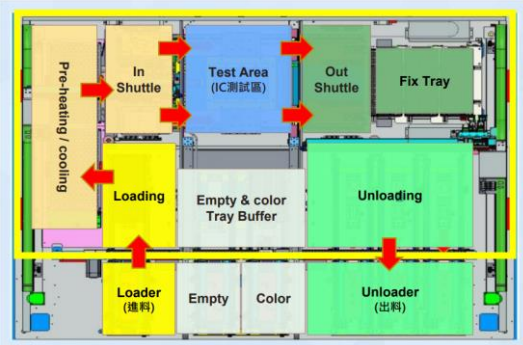 Pre-heating / cooling
In
Shuttle
Test Area
(IC測試區)
Out
Shuttle
Fix Tray
Loading
Empty & color
Tray Buffer
Unloading
Loader
(進料)
Empty
Color
Unloader
(出料)